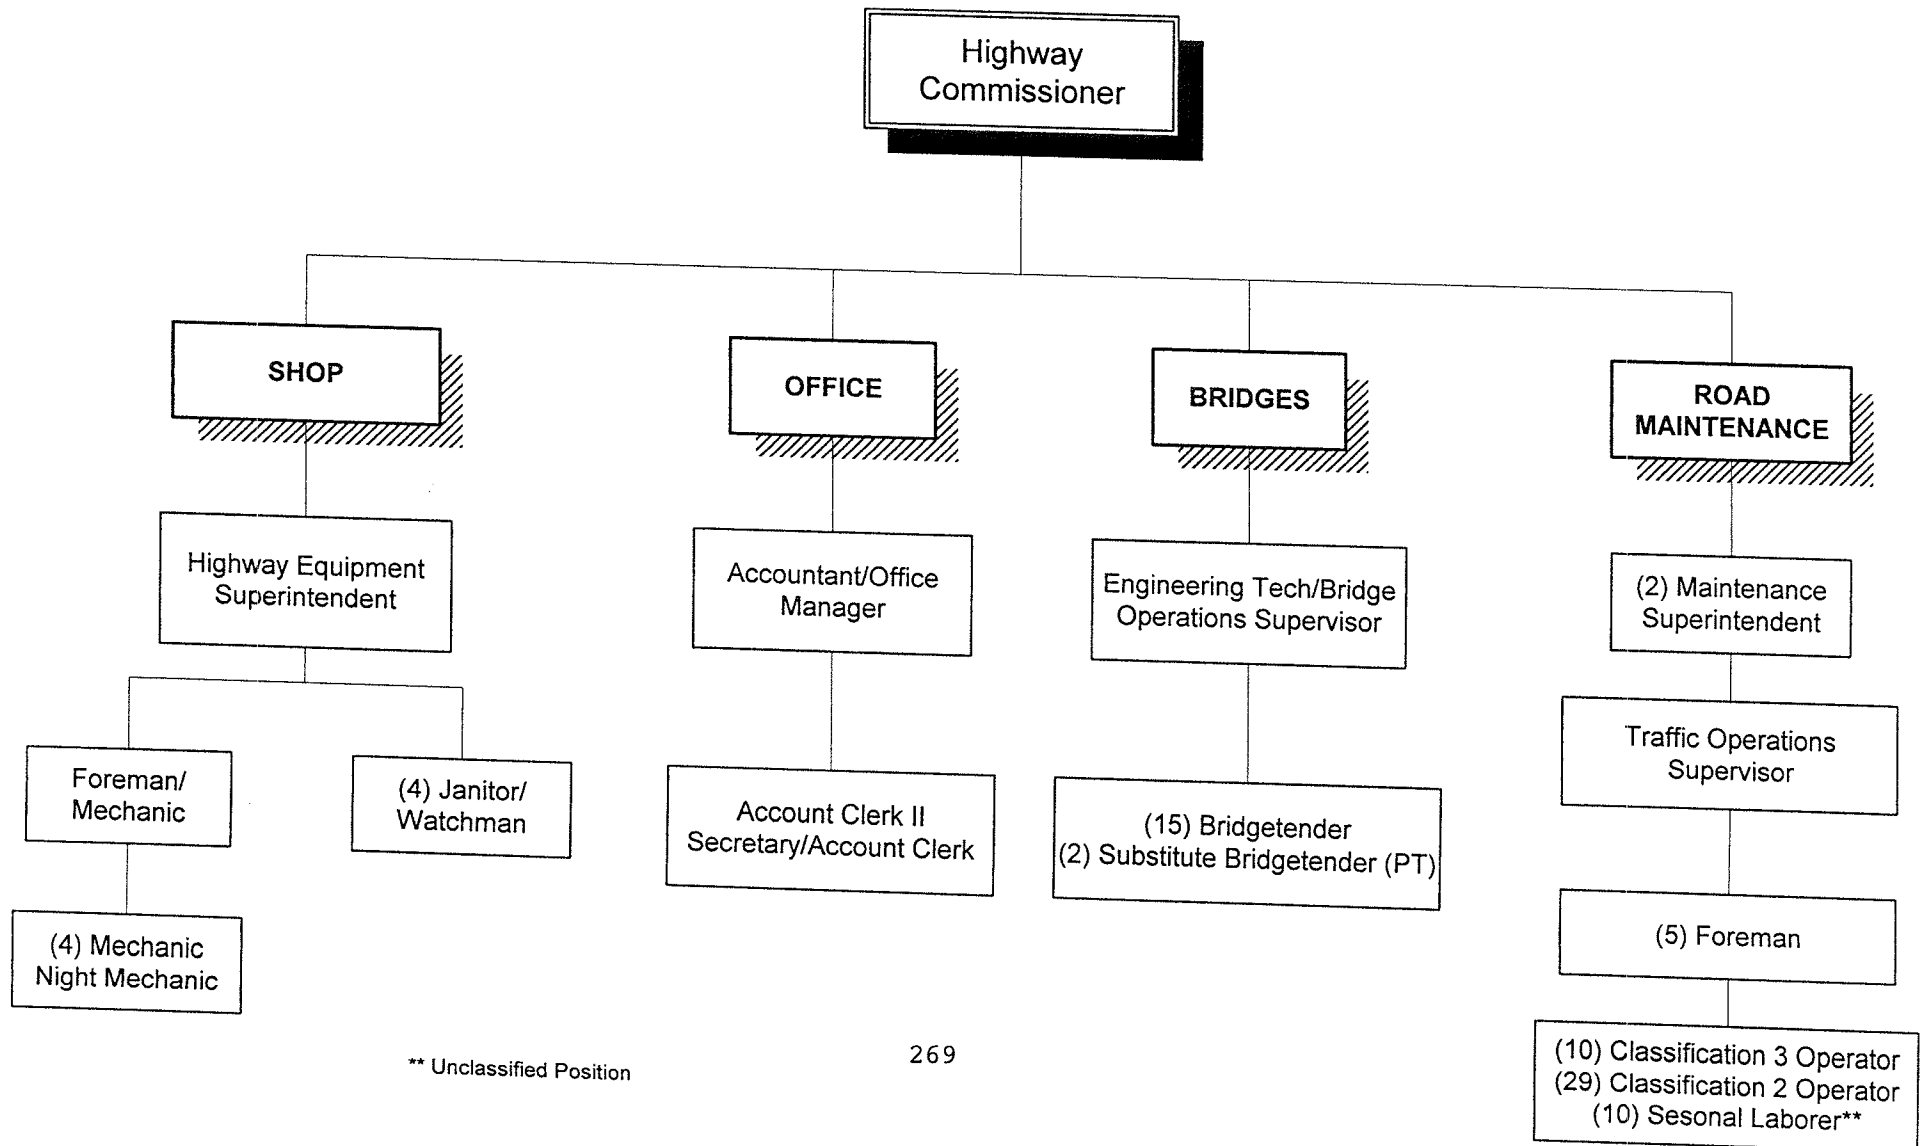 Highway
Commissioner
SHOP
OFFICE
BRIDGES
ROAD
MAINTENANCE
Highway Equipment
Superintendent
Accountant/Office
Manager
Engineering Tech/Bridge
Operations Supervisor
(2) Maintenance
Superintendent
Traffic Operations
Supervisor
Foreman/
Mechanic
(4) Janitor/
Watchman
Account Clerk II
Secretary/Account Clerk
(15) Bridgetender
(2) Substitute Bridgetender (PT)
(5) Foreman
(4) Mechanic
Night Mechanic
(10) Classification 3 Operator
(29) Classification 2 Operator
(10) Sesonal Laborer**
** Unclassified Position
269